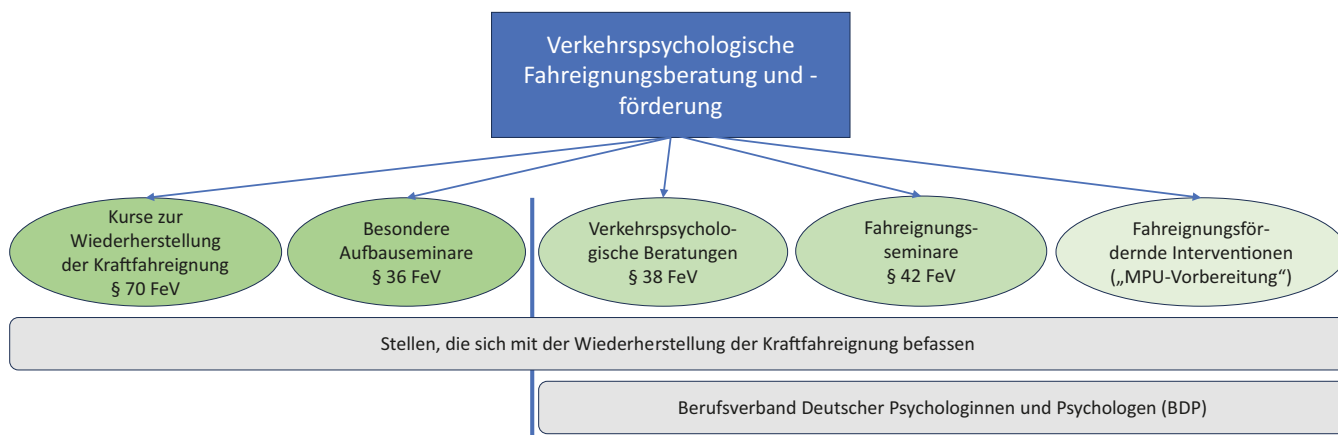 Verkehrspsychologische
Fahreignungsberatung und -
förderung
Kurse zur
Wiederherstellung
der Kraftfahreignung
§ 70 FeV
Besondere
Aufbauseminare
§ 36 FeV
Verkehrspsycholo-
gische Beratungen
§ 38 FeV
Fahreignungs-
seminare
§ 42 FeV
Fahreignungsför-
dernde Interventionen
(„MPU-Vorbereitung“)
Stellen, die sich mit der Wiederherstellung der Kraftfahreignung befassen
Berufsverband Deutscher Psychologinnen und Psychologen (BDP)